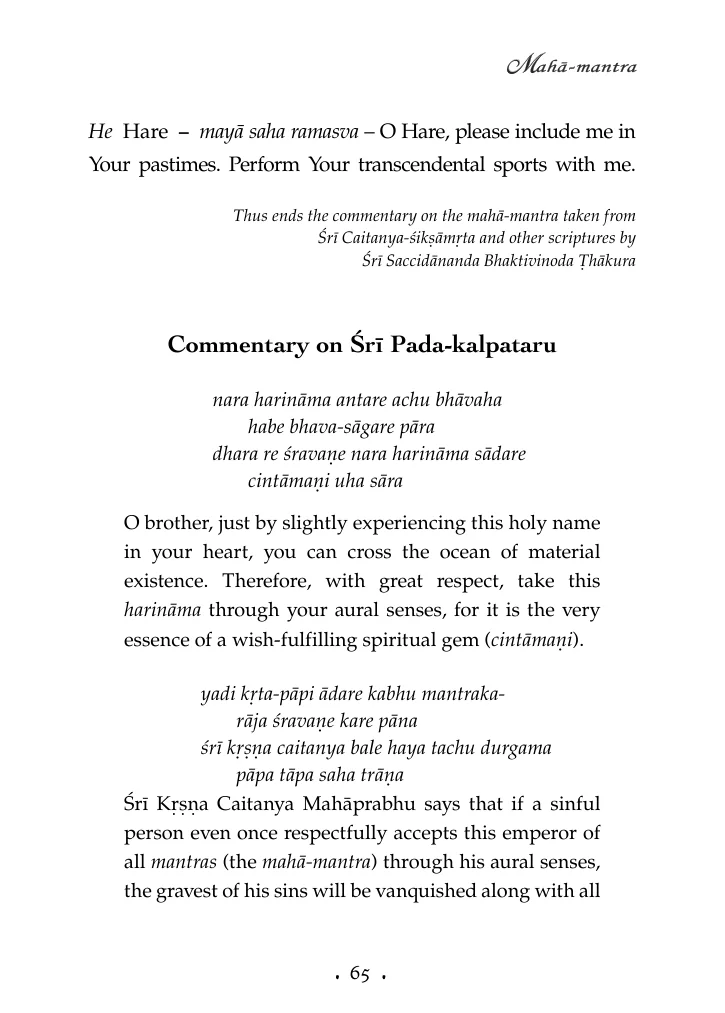 Mahā-mantra
He Hare – mayā saha ramasva – O Hare, please include me in
Your pastimes. Perform Your transcendental sports with me.
Thus ends the commentary on the mahā-mantra taken from
Śrī Caitanya-śikṣāmṛta and other scriptures by
Śrī Saccidānanda Bhaktivinoda Ṭhākura
Commentary on Śrī Pada-kalpataru
nara harināma antare achu bhāvaha
habe bhava-sāgare pāra
dhara re śravaṇe nara harināma sādare
cintāmaṇi uha sāra
O brother, just by slightly experiencing this holy name
in your heart, you can cross the ocean of material
existence. Therefore, with great respect, take this
harināma through your aural senses, for it is the very
essence of a wish-fulfilling spiritual gem (cintāmaṇi).
yadi kṛta-pāpi ādare kabhu mantraka-
rāja śravaṇe kare pāna
śrī kṛṣṇa caitanya bale haya tachu durgama
pāpa tāpa saha trāṇa
Śrī Kṛṣṇa Caitanya Mahāprabhu says that if a sinful
person even once respectfully accepts this emperor of
all mantras (the mahā-mantra) through his aural senses,
the gravest of his sins will be vanquished along with all
• 65 •